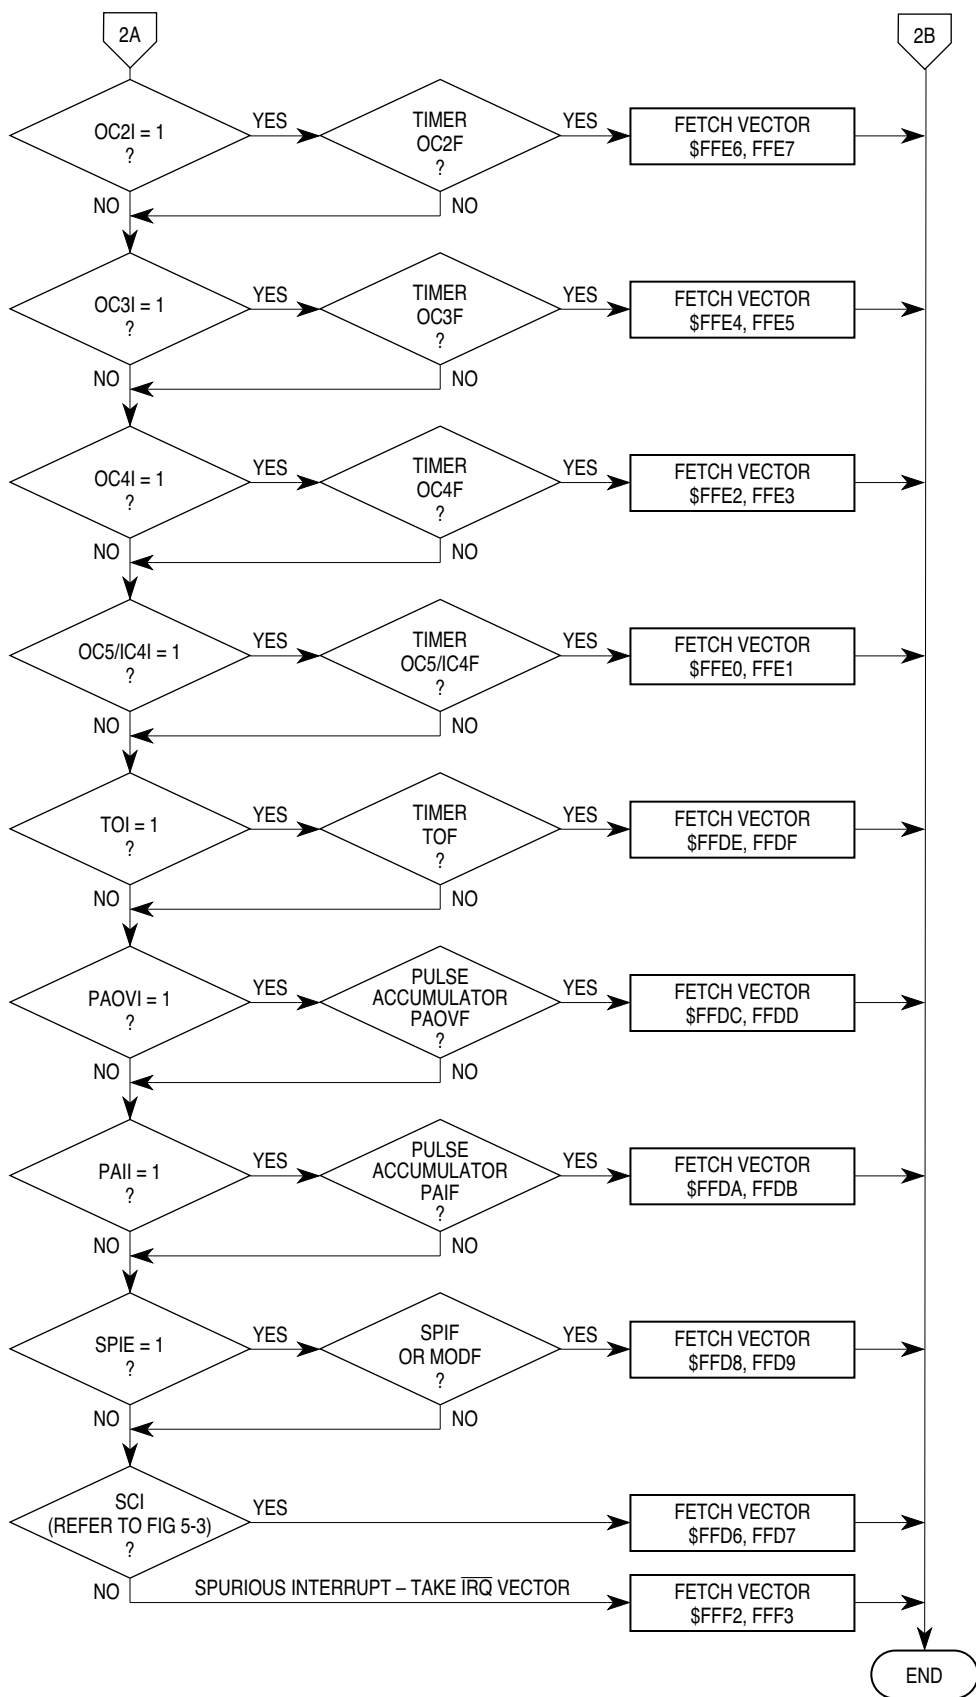 2A
2B
OC2I = 1
?
YES
TIMER
OC2F
?
YES
FETCH VECTOR
$FFE6, FFE7
NO
NO
OC3I = 1
?
YES
TIMER
OC3F
?
YES
FETCH VECTOR
$FFE4, FFE5
NO
NO
OC4I = 1
?
YES
TIMER
OC4F
?
YES
FETCH VECTOR
$FFE2, FFE3
NO
NO
OC5/IC4I = 1
?
YES
TIMER
OC5/IC4F
?
YES
FETCH VECTOR
$FFE0, FFE1
NO
NO
TOI = 1
?
YES
TIMER
TOF
?
YES
FETCH VECTOR
$FFDE, FFDF
NO
NO
PAOVI = 1
?
YES
PULSE
ACCUMULATOR
PAOVF
?
YES
FETCH VECTOR
$FFDC, FFDD
NO
NO
PAII = 1
?
YES
PULSE
ACCUMULATOR
PAIF
?
YES
FETCH VECTOR
$FFDA, FFDB
NO
NO
SPIE = 1
?
YES
SPIF
OR MODF
?
YES
FETCH VECTOR
$FFD8, FFD9
NO
NO
SCI
(REFER TO FIG 5-3)
?
YES
FETCH VECTOR
$FFD6, FFD7
NO
SPURIOUS INTERRUPT – TAKE I̅R̅Q̅ VECTOR
FETCH VECTOR
$FFF2, FFF3
END